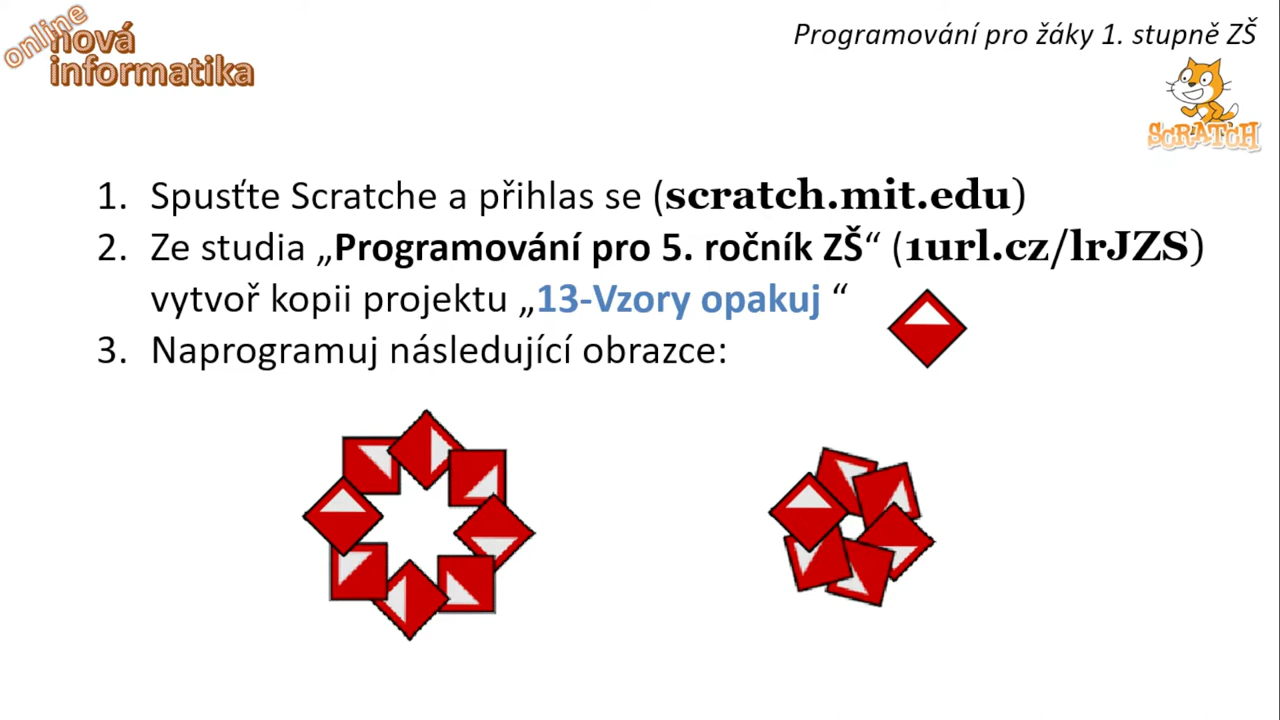 online
nová
informatika
Programování pro žáky 1. stupně ZŠ
SCRATCH
1. Spusťte Scratche a přihlas se (scratch.mit.edu)
2. Ze studia „Programování pro 5. ročník ZŠ“ (1url.cz/lrJZS)
vytvoř kopii projektu „13-Vzory opakuj “
3. Naprogramuj následující obrazce: